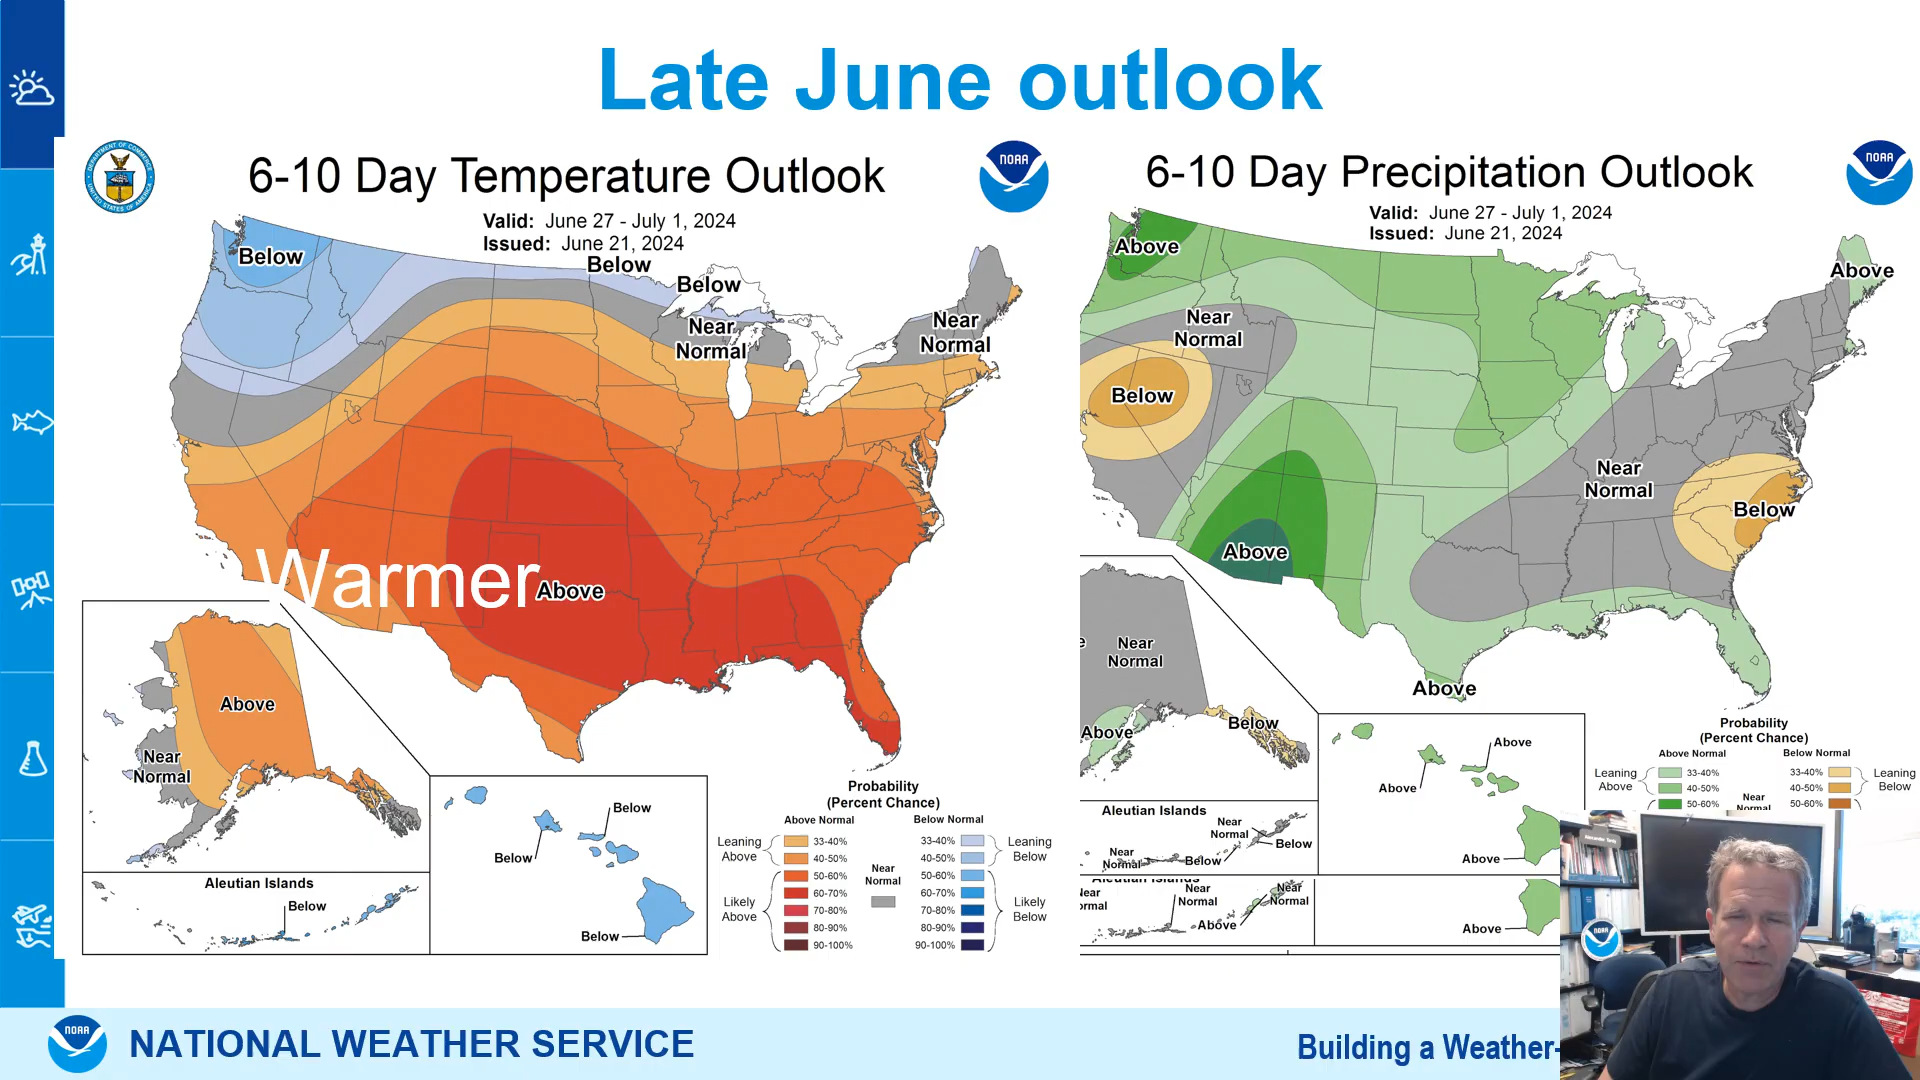 Late June outlook
6-10 Day Temperature Outlook
Valid: June 27 - July 1, 2024
Issued: June 21, 2024
Below
Below
Below
Near
Normal
Near
Normal
Warmer
Above
Above
Near
Normal
Aleutian Islands
Below
Below
Below
Below
Probability
(Percent Chance)
Above Normal
Below Normal
Leaning
Above
33-40%
40-50%
Likely
Above
50-60%
60-70%
70-80%
80-90%
90-100%
Near
Normal
33-40%
40-50%
Leaning
Below
50-60%
60-70%
70-80%
80-90%
90-100%
Likely
Below
NOAA
6-10 Day Precipitation Outlook
Valid: June 27 - July 1, 2024
Issued: June 21, 2024
NOAA
Above
Above
Near
Normal
Below
Near
Normal
Below
Above
Above
Near
Normal
Above
Below
Aleutian Islands
Near
Normal
Below
Near
Normal
Below
Near
Normal
Above
Near
Normal
Above
Above
Above
Above
Probability
(Percent Chance)
Above Normal
Below Normal
Leaning
Above
33-40%
40-50%
50-60%
Near
Normal
33-40%
40-50%
50-60%
Leaning
Below
NOAA
NOAA
NATIONAL WEATHER SERVICE
Building a Weather-